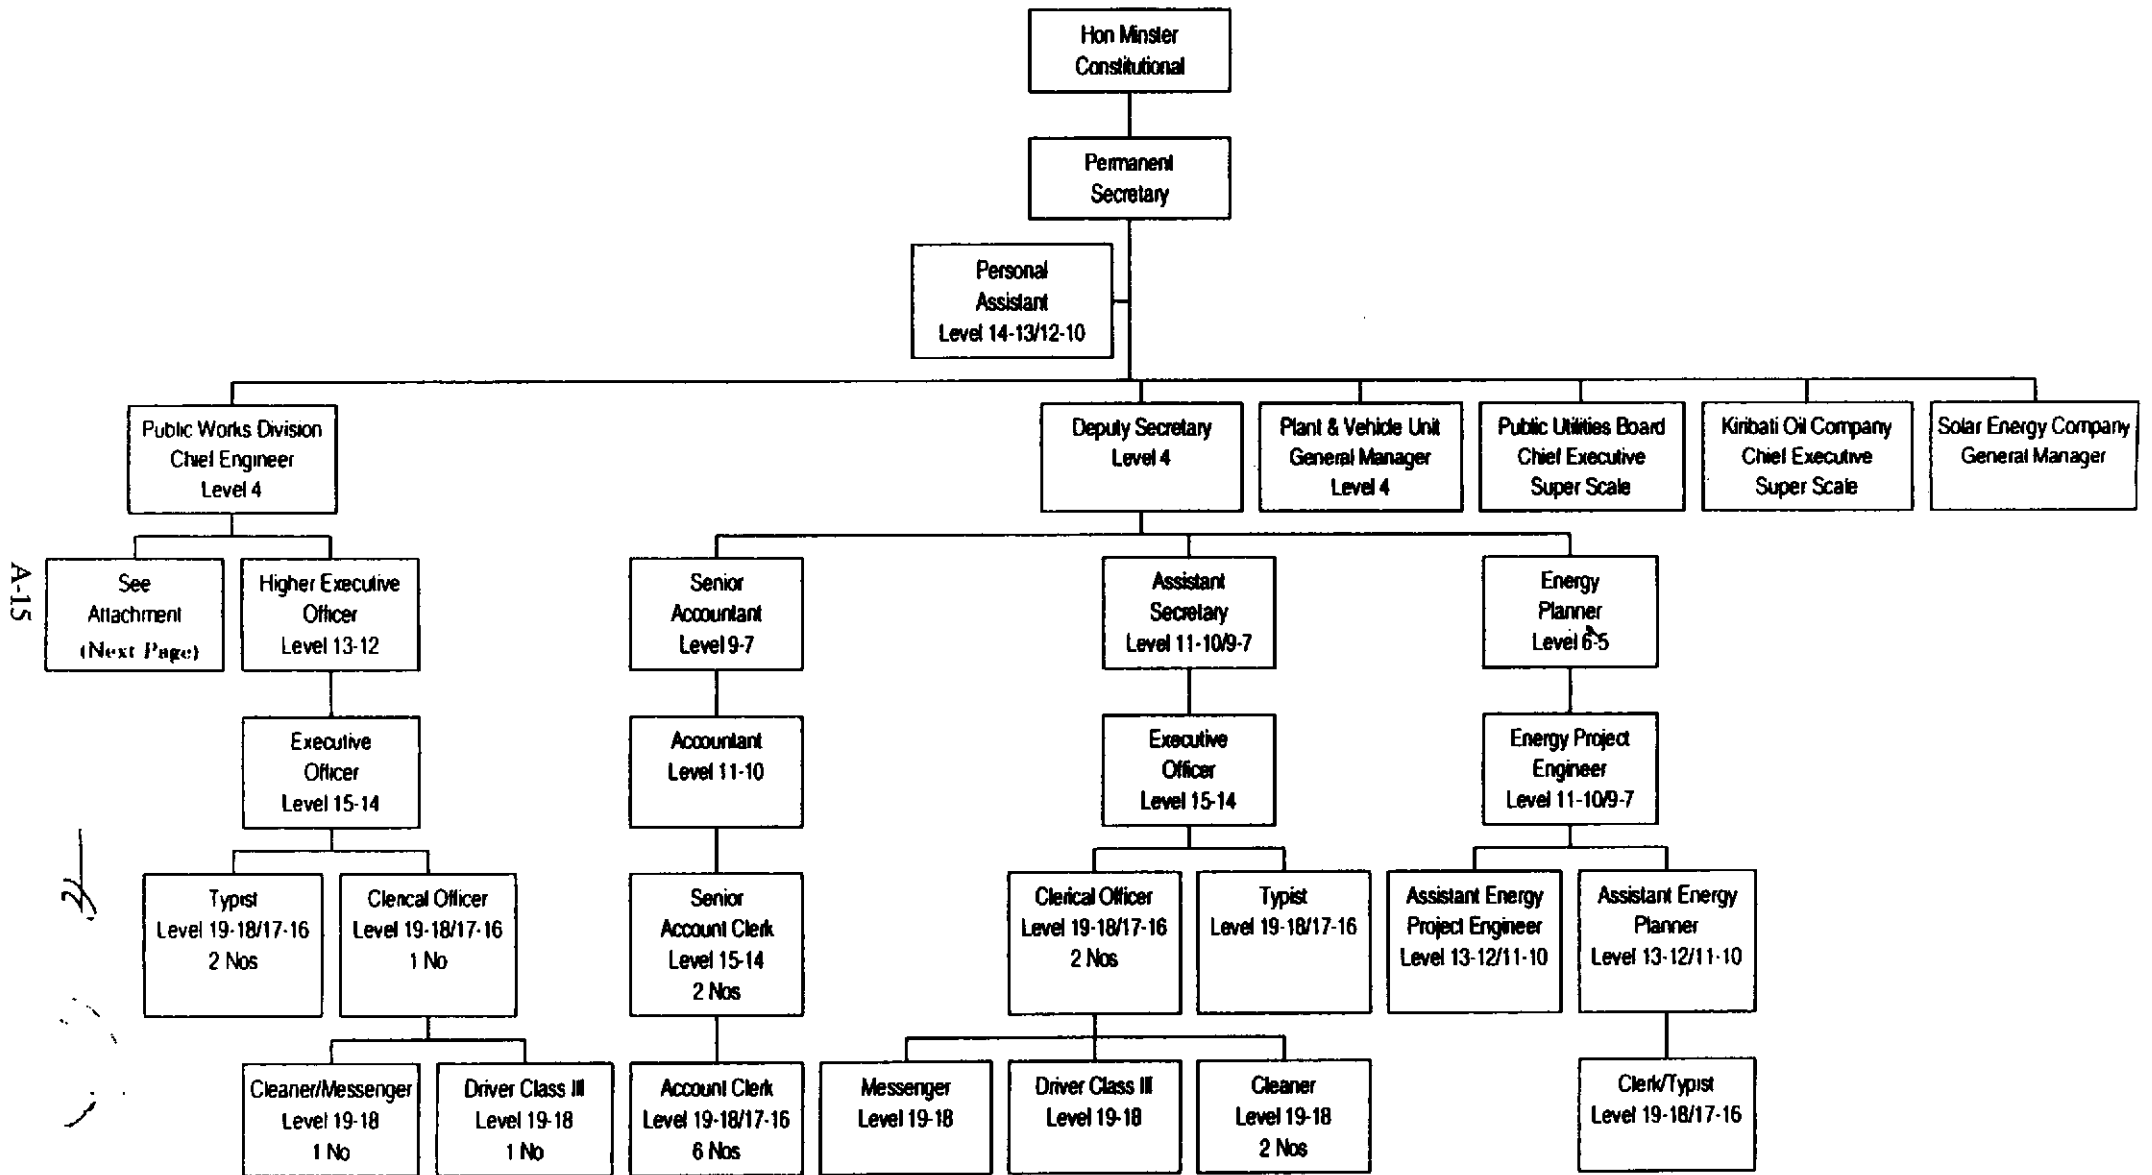 Hon Minster
Constitutional
Permanent
Secretary
Personal
Assistant
Level 14-13/12-10
Public Works Division
Chief Engineer
Level 4
Deputy Secretary
Level 4
Plant & Vehicle Unit
General Manager
Level 4
Public Utilities Board
Chief Executive
Super Scale
Kiribati Oil Company
Chief Executive
Super Scale
Solar Energy Company
General Manager
See
Attachment
(Next Page)
Higher Executive
Officer
Level 13-12
Senior
Accountant
Level 9-7
Assistant
Secretary
Level 11-10/9-7
Energy
Planner
Level 6-5
Executive
Officer
Level 15-14
Accountant
Level 11-10
Executive
Officer
Level 15-14
Energy Project
Engineer
Level 11-10/9-7
Typist
Level 19-18/17-16
2 Nos
Clerical Officer
Level 19-18/17-16
1 No
Senior
Account Clerk
Level 15-14
2 Nos
Clerical Officer
Level 19-18/17-16
2 Nos
Typist
Level 19-18/17-16
Assistant Energy
Project Engineer
Level 13-12/11-10
Assistant Energy
Planner
Level 13-12/11-10
Cleaner/Messenger
Level 19-18
1 No
Driver Class III
Level 19-18
1 No
Account Clerk
Level 19-18/17-16
6 Nos
Messenger
Level 19-18
Driver Class III
Level 19-18
Cleaner
Level 19-18
2 Nos
Clerk/Typist
Level 19-18/17-16
A-15